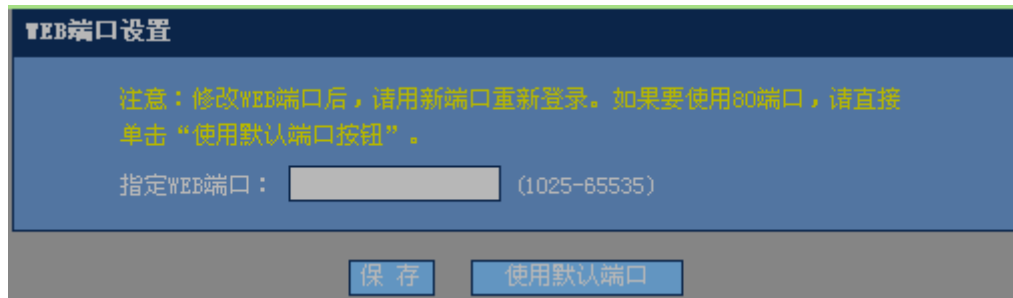 WEB端口设置
注意：修改WEB端口后，请用新端口重新登录。如果要使用80端口，请直接
单击“使用默认端口按钮”。
指定WEB端口： (1025-65535)
保 存 使用默认端口